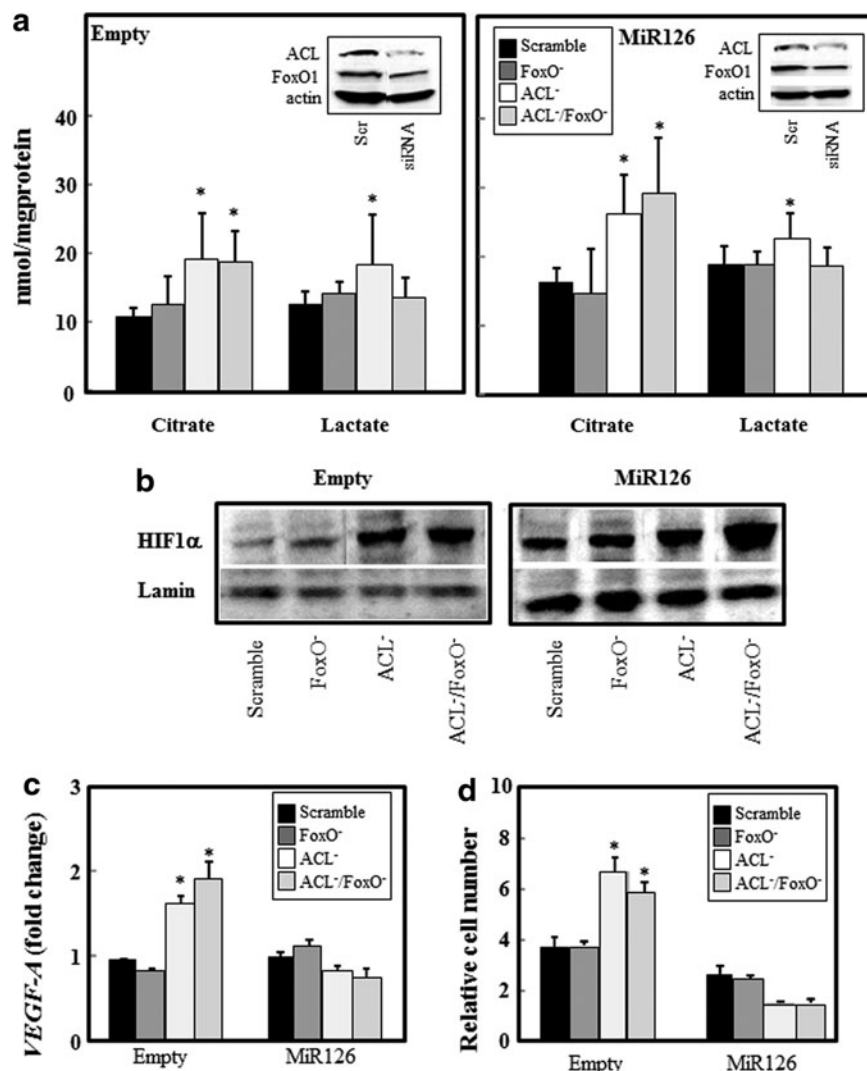 a
Empty
ACL
FoxO1
actin
Scr
siRNA
nmol/mgprotein
40
30
20
10
0
Citrate
Lactate
MiR126
Scramble
FoxO-
ACL-
ACL-/FoxO-
ACL
FoxO1
actin
Scr
siRNA
Citrate
Lactate
b
Empty
MiR126
HIF1α
Lamin
Scramble
FoxO-
ACL-
ACL-/FoxO-
Scramble
FoxO-
ACL-
ACL-/FoxO-
c
VEGF-A (fold change)
3
2
1
0
Scramble
FoxO-
ACL-
ACL-/FoxO-
Empty
MiR126
d
Relative cell number
10
8
6
4
2
0
Scramble
FoxO-
ACL-
ACL-/FoxO-
Empty
MiR126